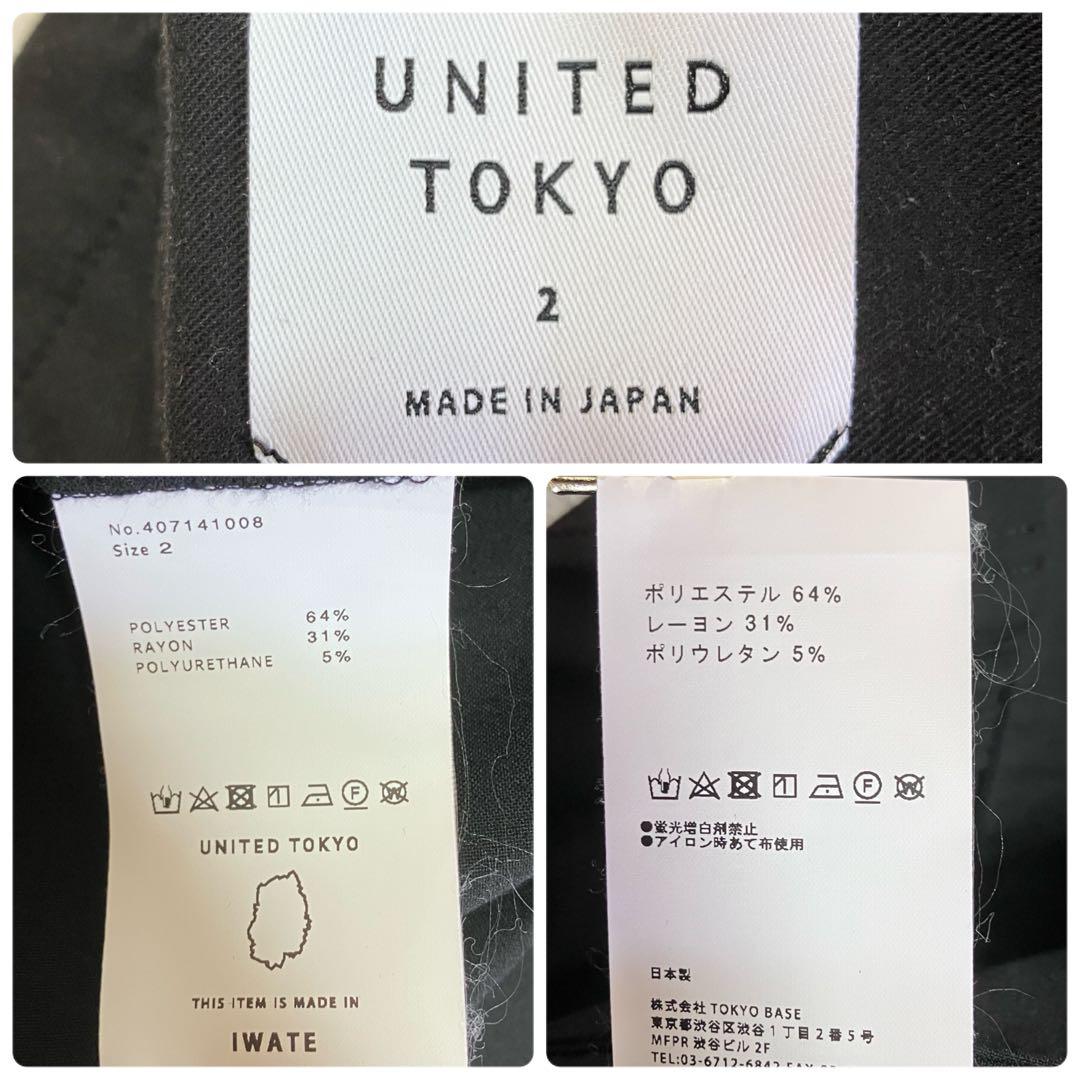 UNITED
TOKYO
2
MADE IN JAPAN
No.407141008
Size 2
POLYESTER 64%
RAYON 31%
POLYURETHANE 5%
UNITED TOKYO
THIS ITEM IS MADE IN
IWATE
ポリエステル 64%
レーヨン 31%
ポリウレタン 5%
●蛍光増白剤禁止
●アイロン時あて布使用
日本製
株式会社 TOKYO BASE
東京都渋谷区渋谷1丁目2番5号
MFPR 渋谷ビル 2F
TEL:03-6712-6842